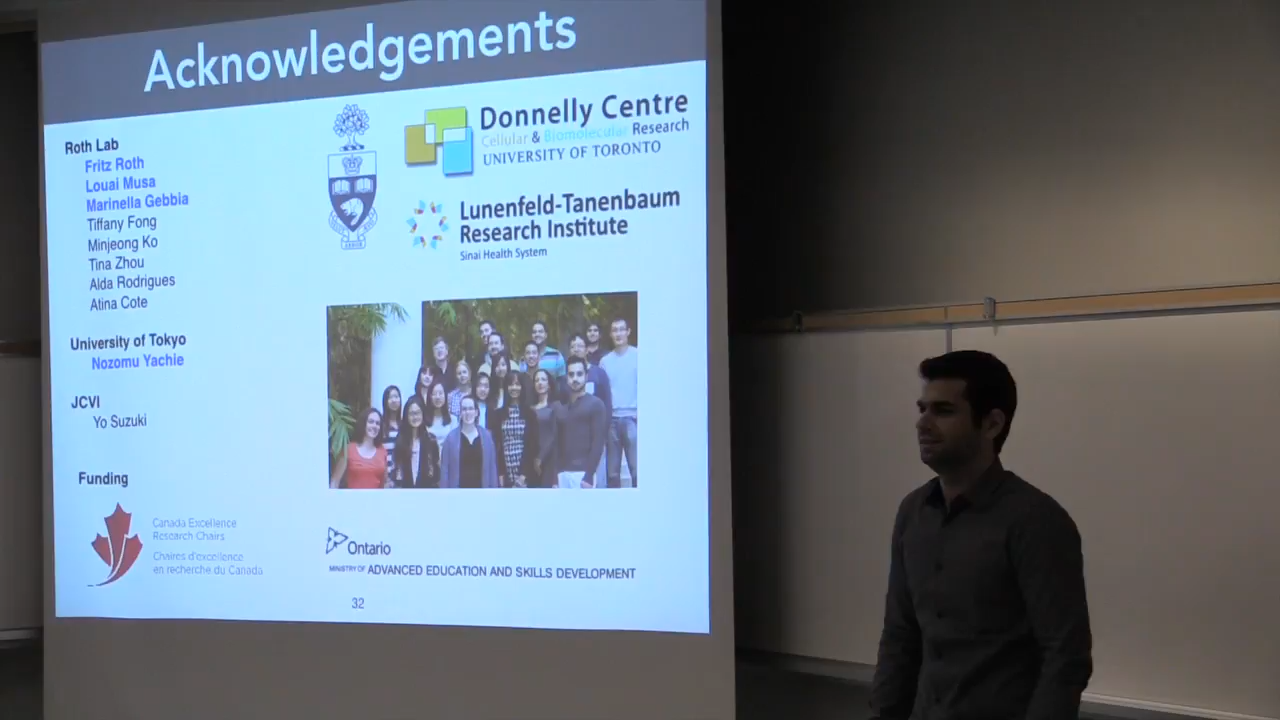 Acknowledgements
Roth Lab
Fritz Roth
Louai Musa
Marinella Gebbia
Tiffany Fong
Minjeong Ko
Tina Zhou
Alda Rodrigues
Atina Cote
University of Tokyo
Nozomu Yachie
JCVI
Yo Suzuki
Funding
Canada Excellence
Research Chairs
Chaires d'excellence
en recherche du Canada
Donnelly Centre
Cellular & Biomolecular Research
UNIVERSITY OF TORONTO
Lunenfeld-Tanenbaum
Research Institute
Sinai Health System
Ontario
MINISTRY OF ADVANCED EDUCATION AND SKILLS DEVELOPMENT
32